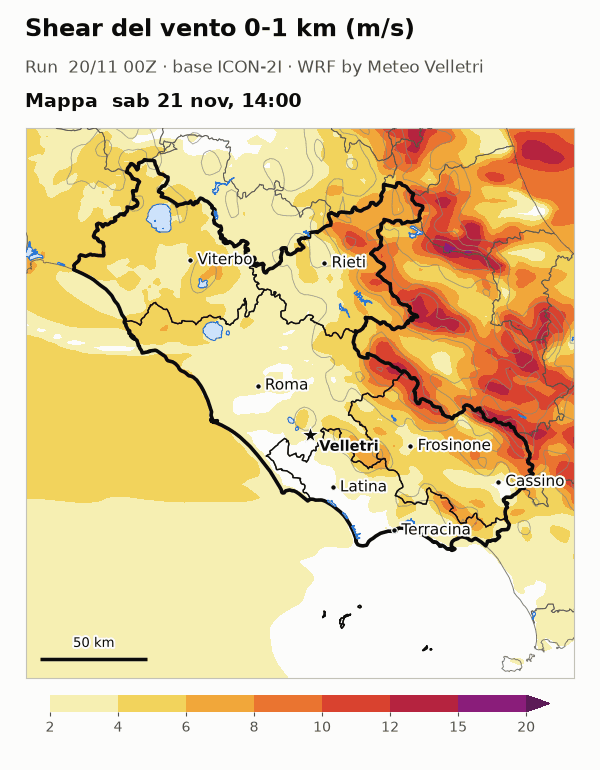 Shear del vento 0-1 km (m/s)
Run  20/11 00Z · base ICON-2I · WRF by Meteo Velletri
Mappa  sab 21 nov, 14:00
Viterbo
Rieti
Roma
Velletri
Frosinone
Latina
Cassino
Terracina
50 km
2 4 6 8 10 12 15 20